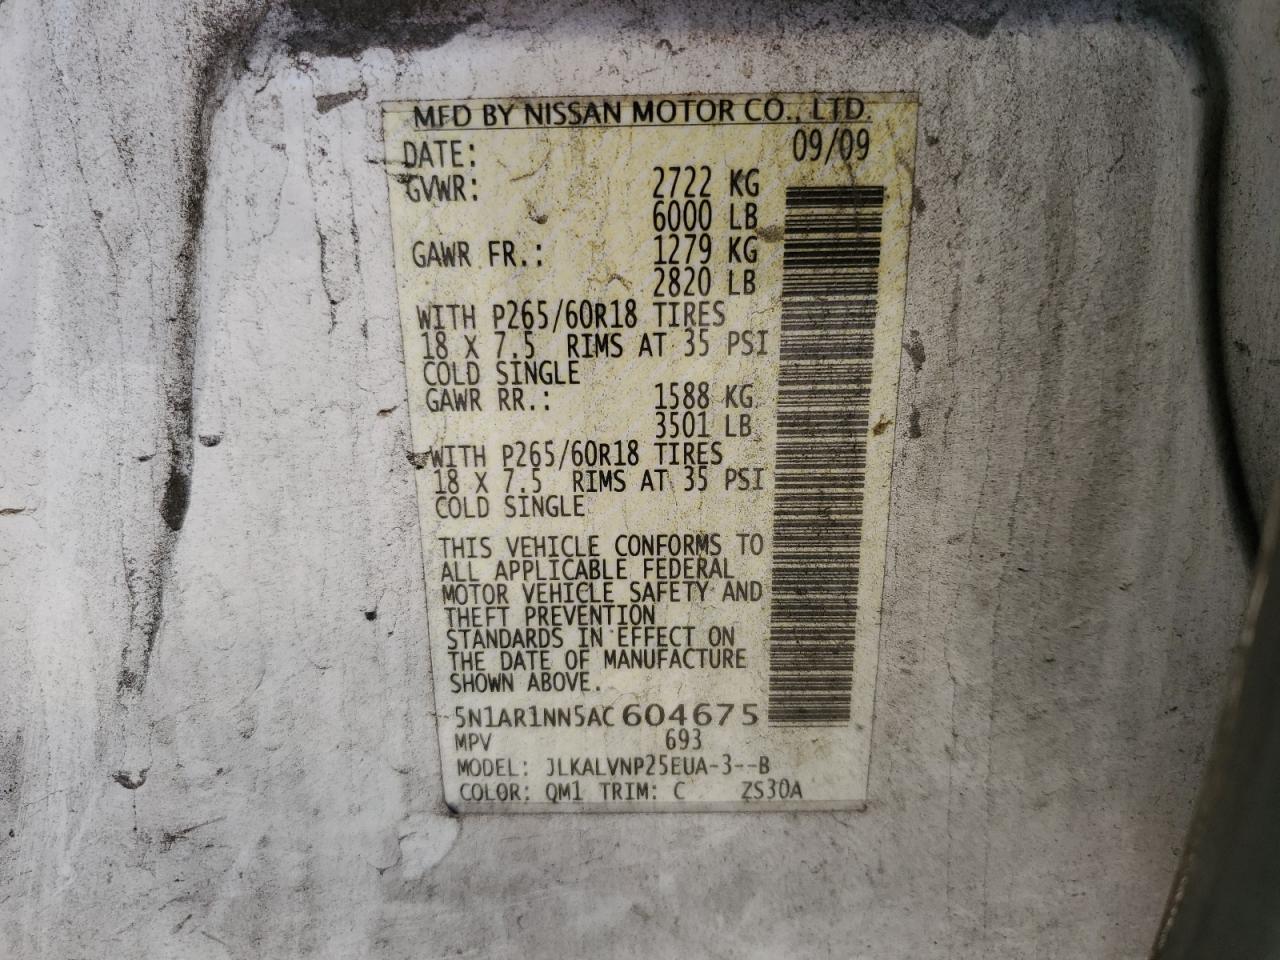 MFD BY NISSAN MOTOR CO., LTD.
DATE: 09/09
GVWR: 2722 KG
6000 LB
GAWR FR.: 1279 KG
2820 LB
WITH P265/60R18 TIRES
18 X 7.5 RIMS AT 35 PSI
COLD SINGLE
GAWR RR.: 1588 KG
3501 LB
WITH P265/60R18 TIRES
18 X 7.5 RIMS AT 35 PSI
COLD SINGLE
THIS VEHICLE CONFORMS TO
ALL APPLICABLE FEDERAL
MOTOR VEHICLE SAFETY AND
THEFT PREVENTION
STANDARDS IN EFFECT ON
THE DATE OF MANUFACTURE
SHOWN ABOVE.
5N1AR1NN5AC604675
MPV 693
MODEL: JLKALVNP25EUA-3--B
COLOR: QM1 TRIM: C ZS30A